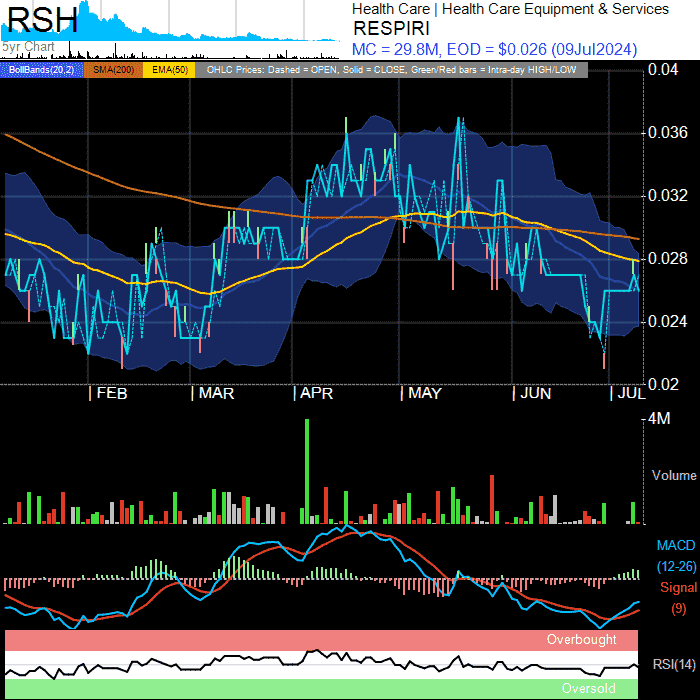 RSH
Health Care | Health Care Equipment & Services
RESPIRI
5yr Chart
MC = 29.8M, EOD = $0.026 (09Jul2024)
BollBands(20,2) SMA(200) EMA(50) OHLC Prices: Dashed = OPEN, Solid = CLOSE, Green/Red bars = Intra-day HIGH/LOW
0.04
0.036
0.032
0.028
0.024
0.02
| FEB | MAR | APR | MAY | JUN | JUL
4M
Volume
MACD
(12-26)
Signal
(9)
Overbought
RSI(14)
Oversold